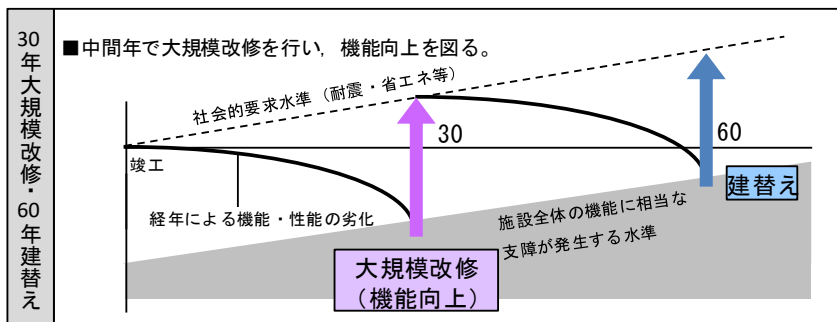 30年大規模改修・60年建替え
■中間年で大規模改修を行い，機能向上を図る。
社会的要求水準（耐震・省エネ等）
30
60
竣工
建替え
経年による機能・性能の劣化
施設全体の機能に相当な
支障が発生する水準
大規模改修
（機能向上）